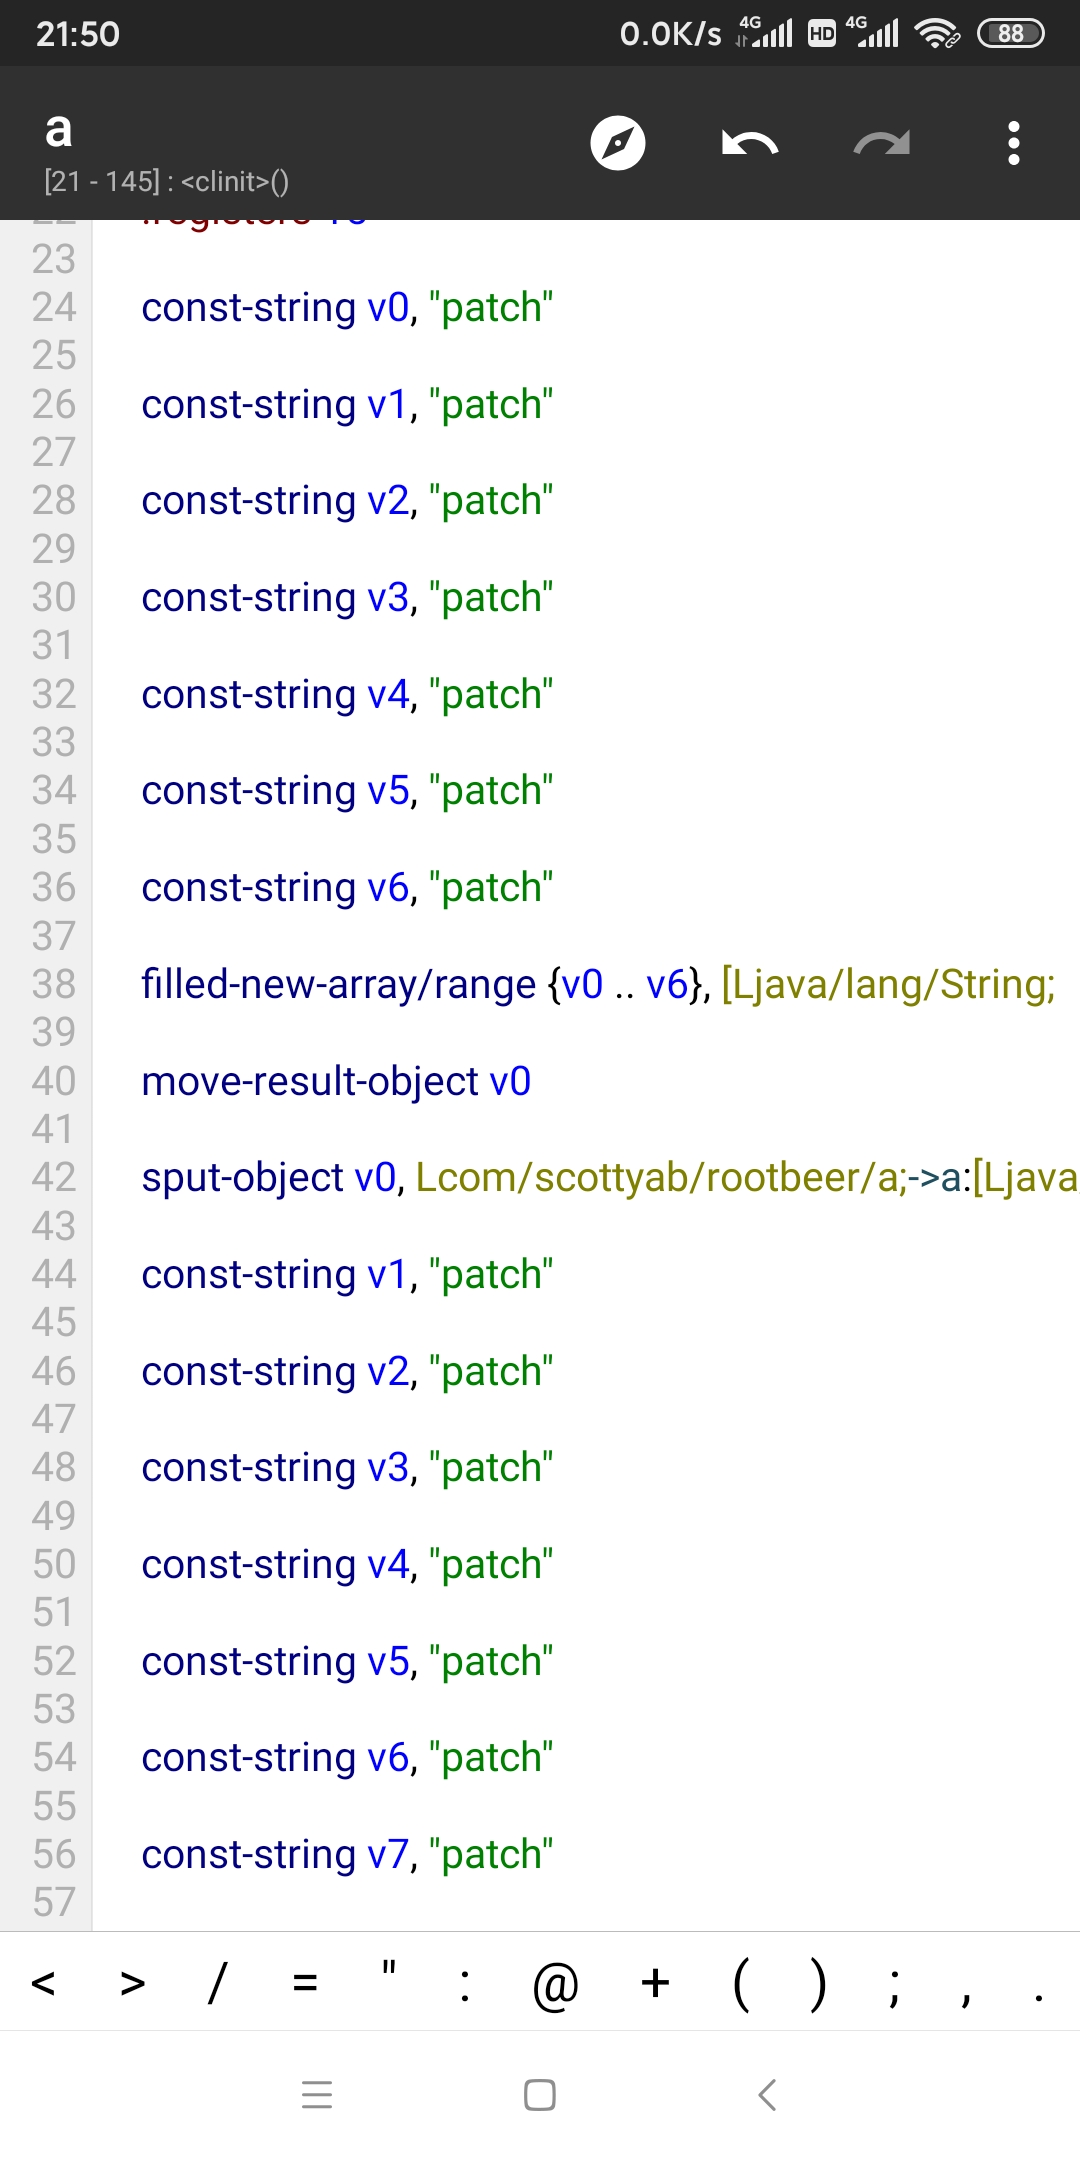 21:50 0.0K/s 4G HD 4G 88
a
[21 - 145] : <clinit>()
23
24 const-string v0, "patch"
25
26 const-string v1, "patch"
27
28 const-string v2, "patch"
29
30 const-string v3, "patch"
31
32 const-string v4, "patch"
33
34 const-string v5, "patch"
35
36 const-string v6, "patch"
37
38 filled-new-array/range {v0 .. v6}, [Ljava/lang/String;
39
40 move-result-object v0
41
42 sput-object v0, Lcom/scottyab/rootbeer/a;->a:[Ljava
43
44 const-string v1, "patch"
45
46 const-string v2, "patch"
47
48 const-string v3, "patch"
49
50 const-string v4, "patch"
51
52 const-string v5, "patch"
53
54 const-string v6, "patch"
55
56 const-string v7, "patch"
57
< > / = " : @ + ( ) ; , .